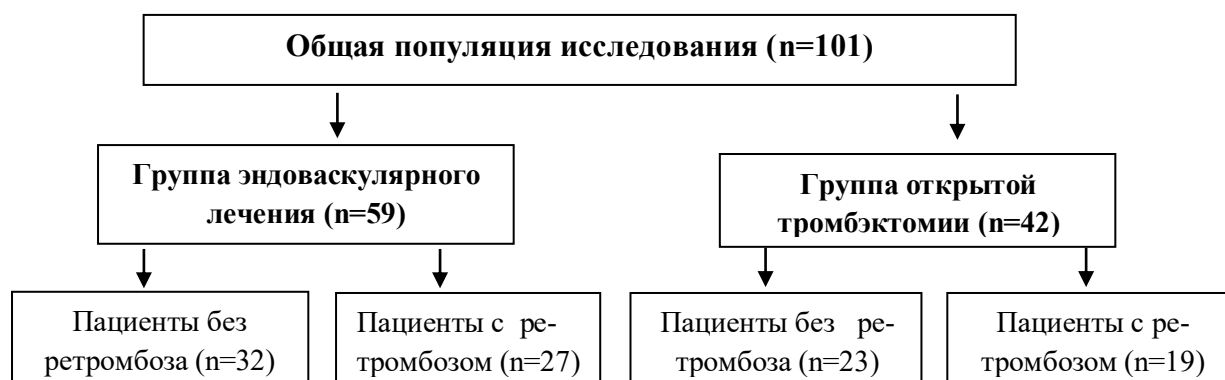 Общая популяция исследования (n=101)
Группа эндоваскулярного
лечения (n=59)
Группа открытой
тромбэктомии (n=42)
Пациенты без
ретромбоза (n=32)
Пациенты с ре-
тромбозом (n=27)
Пациенты без ре-
тромбоза (n=23)
Пациенты с ре-
тромбозом (n=19)